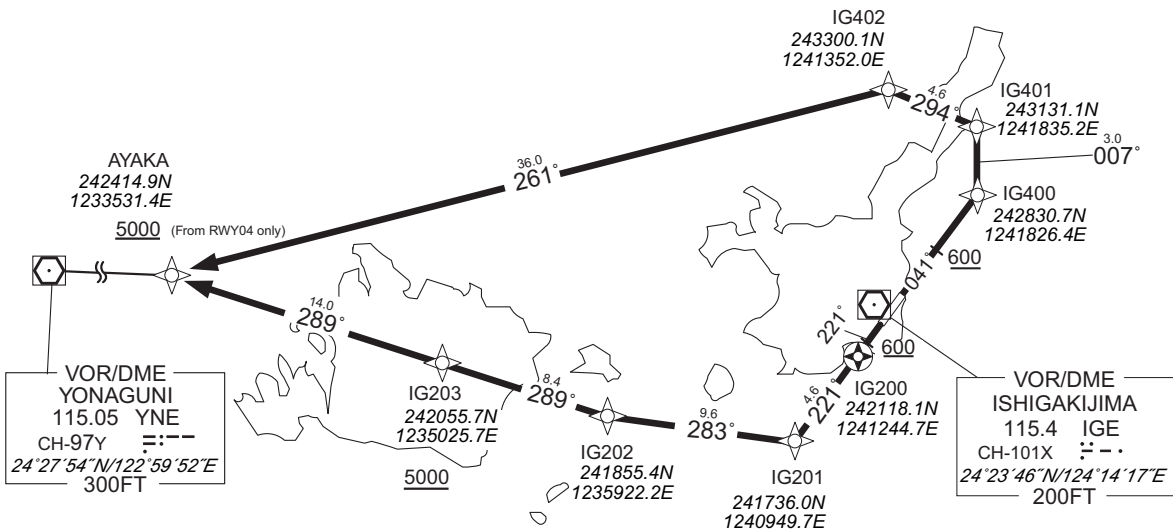 IG402
243300.1N
1241352.0E
4.6
294°
IG401
243131.1N
1241835.2E
3.0
007°
36.0
261°
AYAKA
242414.9N
1233531.4E
5000 (From RWY04 only)
IG400
242830.7N
1241826.4E
600
041°
221°
600
14.0
289°
IG203
242055.7N
1235025.7E
5000
8.4
289°
IG202
241855.4N
1235922.2E
9.6
283°
4.6
221°
IG200
242118.1N
1241244.7E
IG201
241736.0N
1240949.7E
VOR/DME
YONAGUNI
115.05 YNE
CH-97Y
24°27´54˝N/122°59´52˝E
300FT
VOR/DME
ISHIGAKIJIMA
115.4 IGE
CH-101X
24°23´46˝N/124°14´17˝E
200FT